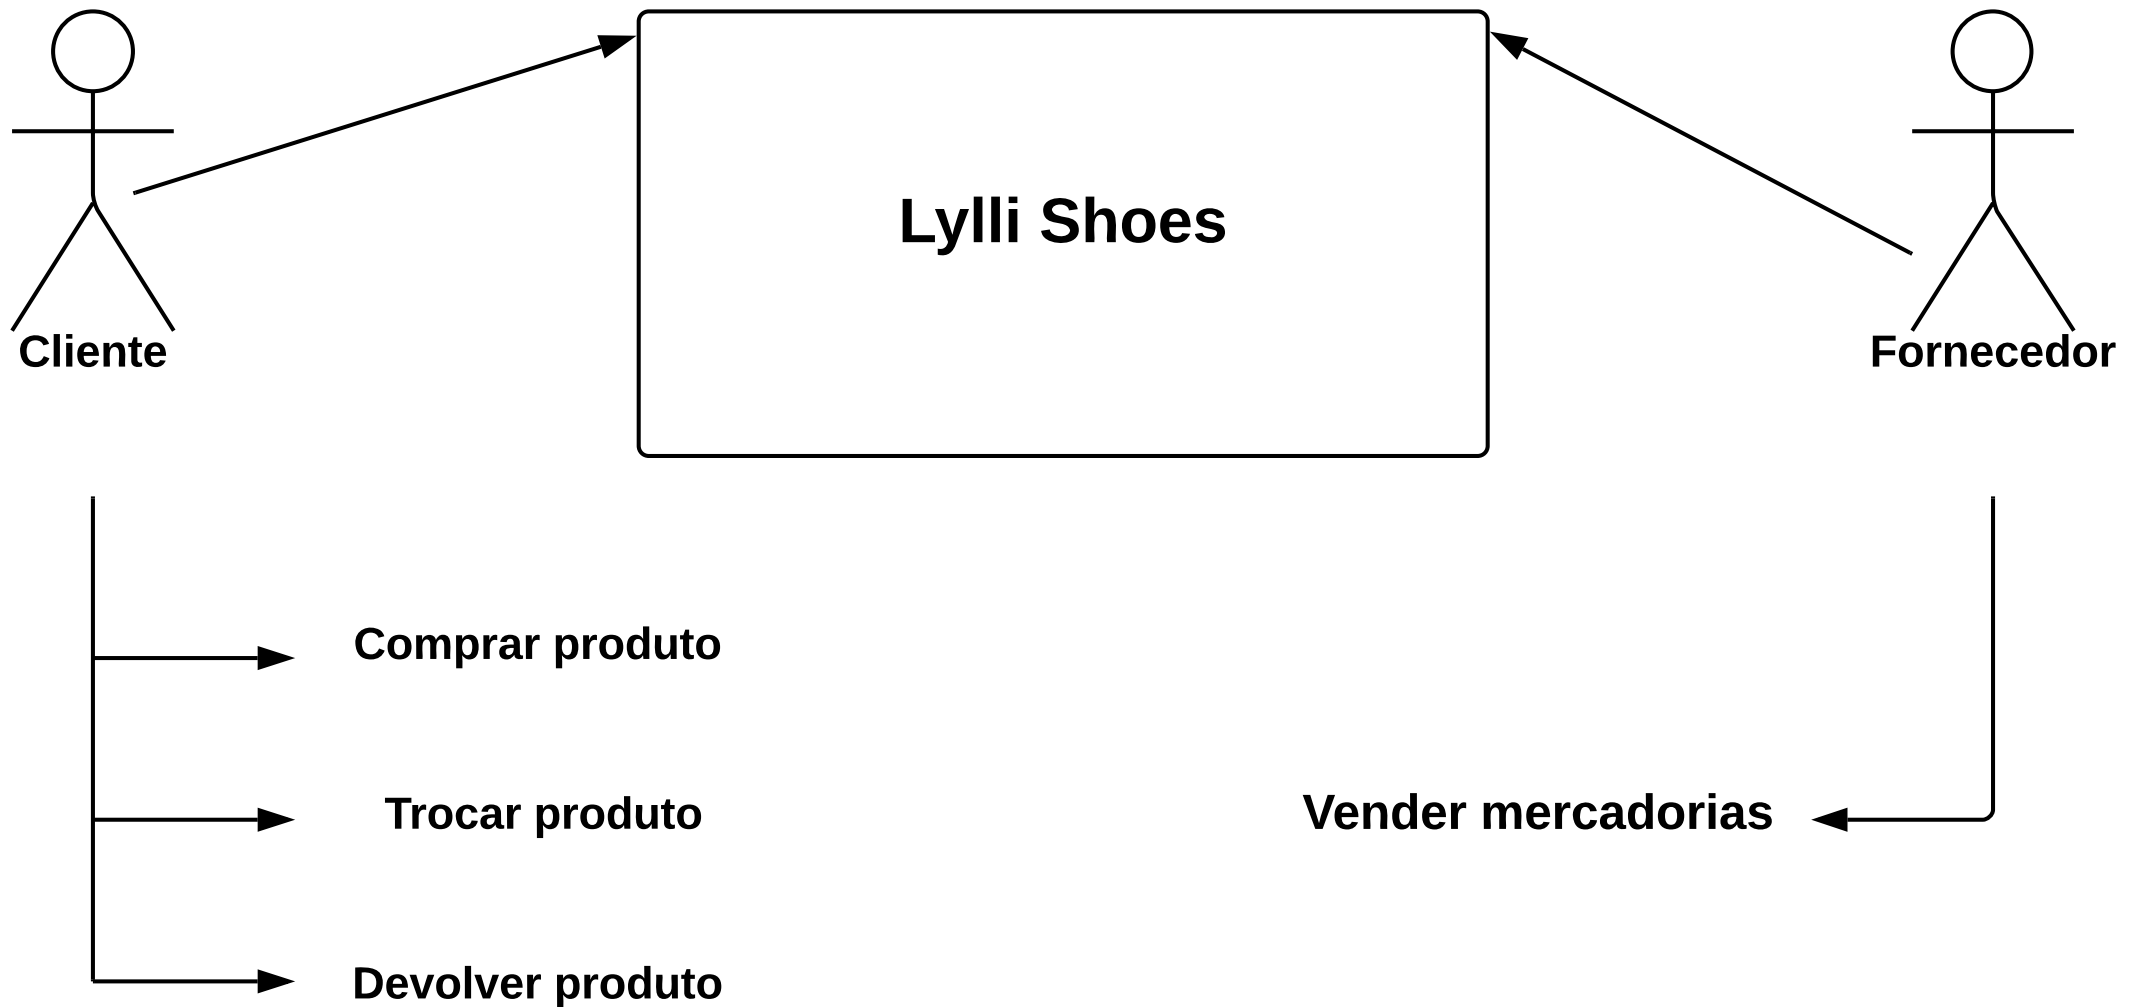 Lylli Shoes
Cliente
Fornecedor
Comprar produto
Trocar produto
Vender mercadorias
Devolver produto